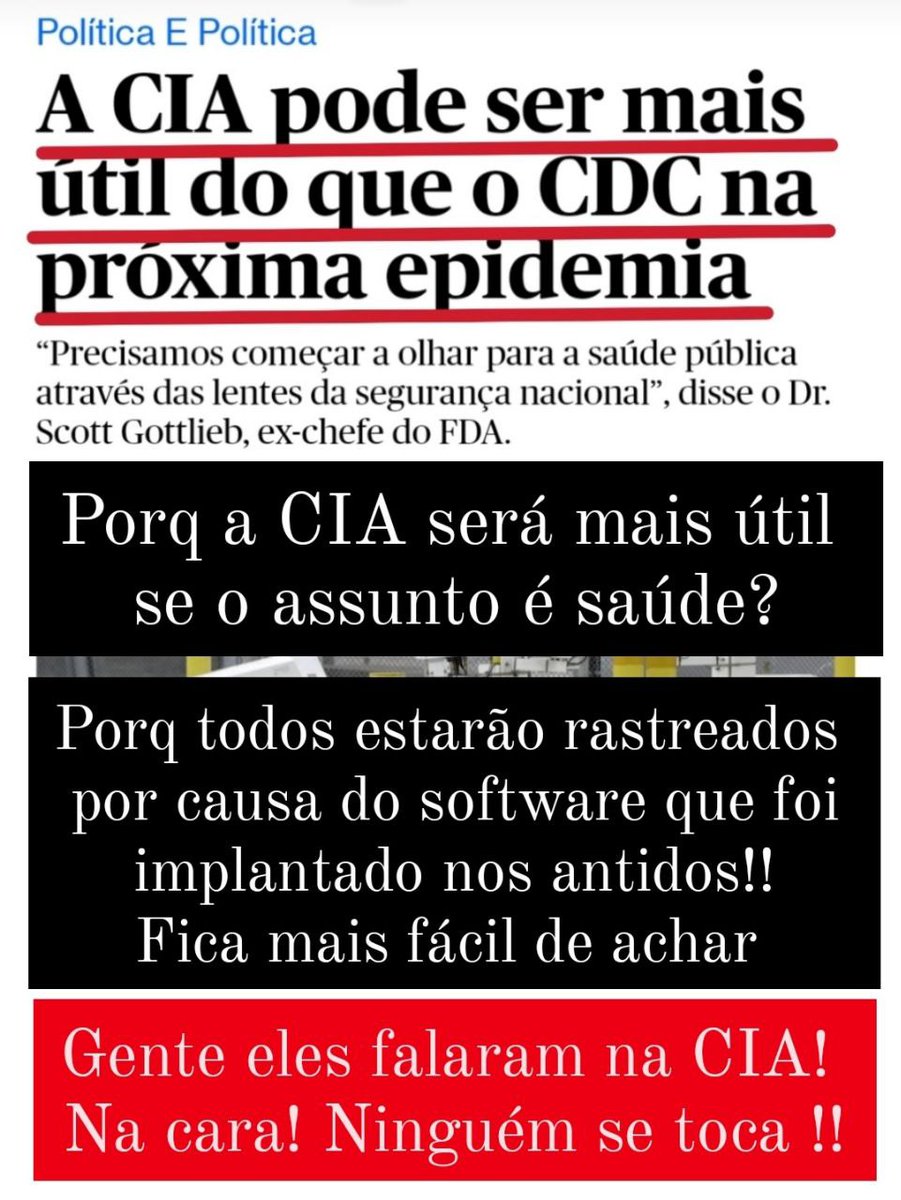 Política E Política
A CIA pode ser mais
útil do que o CDC na
próxima epidemia
“Precisamos começar a olhar para a saúde pública
através das lentes da segurança nacional”, disse o Dr.
Scott Gottlieb, ex-chefe do FDA.
Porq a CIA será mais útil
se o assunto é saúde?
Porq todos estarão rastreados
por causa do software que foi
implantado nos antidos!!
Fica mais fácil de achar
Gente eles falaram na CIA!
Na cara! Ninguém se toca !!